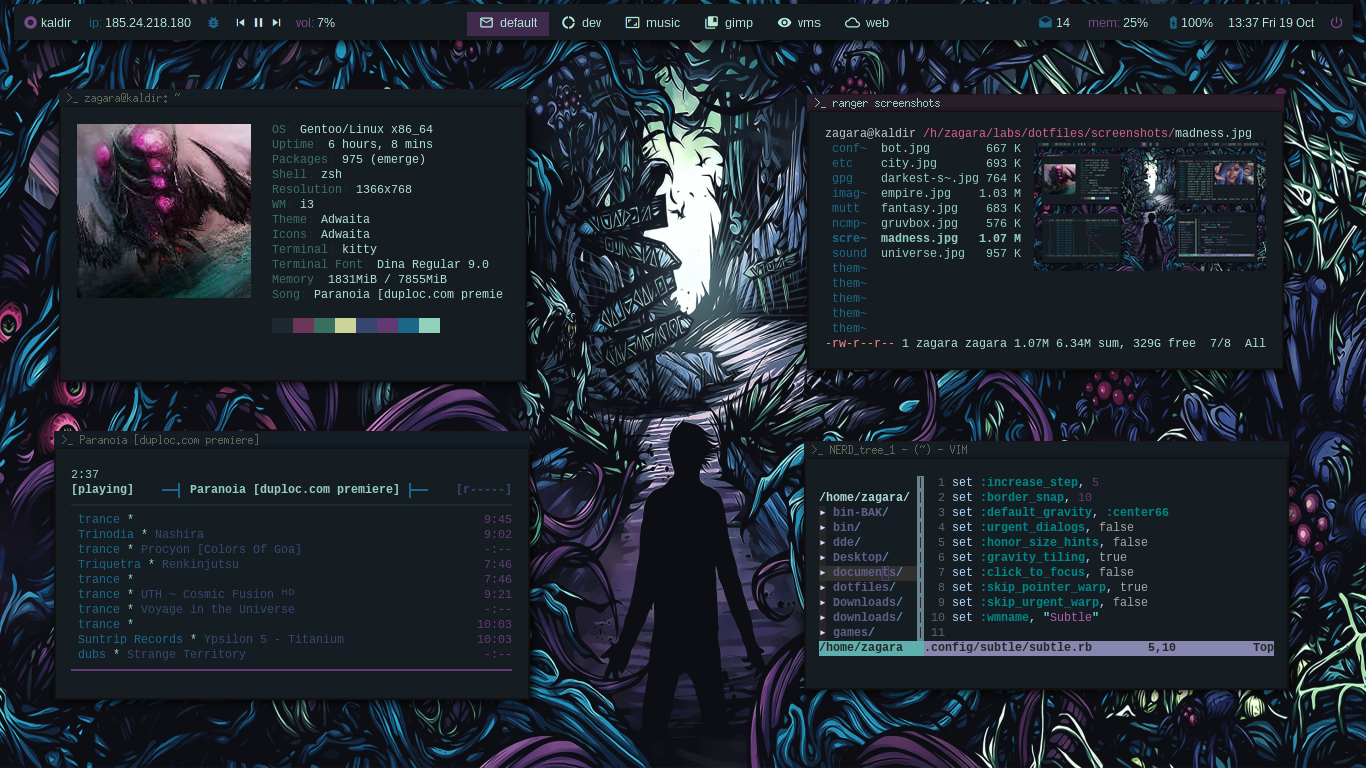 kaldir ip: 185.24.218.180 vol: 7% default dev music gimp vms web 14 mem: 25% 100% 13:37 Fri 19 Oct
>_ zagara@kaldir: ~
OS: Gentoo/Linux x86_64
Uptime: 6 hours, 8 mins
Packages: 975 (emerge)
Shell: zsh
Resolution: 1366x768
WM: i3
Theme: Adwaita
Icons: Adwaita
Terminal: kitty
Terminal Font: Dina Regular 9.0
Memory: 1831MiB / 7855MiB
Song: Paranoia [duploc.com premie
>_ ranger screenshots
zagara@kaldir /h/zagara/labs/dotfiles/screenshots/madness.jpg
conf~ bot.jpg 667 K
etc city.jpg 693 K
gpg darkest-s~.jpg 764 K
imag~ empire.jpg 1.03 M
mutt fantasy.jpg 683 K
ncmp~ gruvbox.jpg 576 K
scre~ madness.jpg 1.07 M
sound universe.jpg 957 K
them~
them~
them~
them~
them~
-rw-r--r-- 1 zagara zagara 1.07M 6.34M sum, 329G free 7/8 All
>_ Paranoia [duploc.com premiere]
2:37
[playing] Paranoia [duploc.com premiere] [r-----]
trance * 9:45
Trinodia * Nashira 9:02
trance * Procyon [Colors Of Goa] -:--
Triquetra * Renkinjutsu 7:46
trance * 7:46
trance * UTH ~ Cosmic Fusion ᴴᴰ 9:21
trance * Voyage in the Universe -:--
trance * 10:03
Suntrip Records * Ypsilon 5 - Titanium 10:03
dubs * Strange Territory -:--
>_ NERD_tree_1 - (~) - VIM
1 set :increase_step, 5
/home/zagara/ 2 set :border_snap, 10
▸ bin-BAK/ 3 set :default_gravity, :center66
▸ bin/ 4 set :urgent_dialogs, false
▸ dde/ 5 set :honor_size_hints, false
▸ Desktop/ 6 set :gravity_tiling, true
▸ documents/ 7 set :click_to_focus, false
▸ dotfiles/ 8 set :skip_pointer_warp, true
▸ Downloads/ 9 set :skip_urgent_warp, false
▸ downloads/ 10 set :wmname, "Subtle"
▸ games/ 11
/home/zagara .config/subtle/subtle.rb 5,10 Top